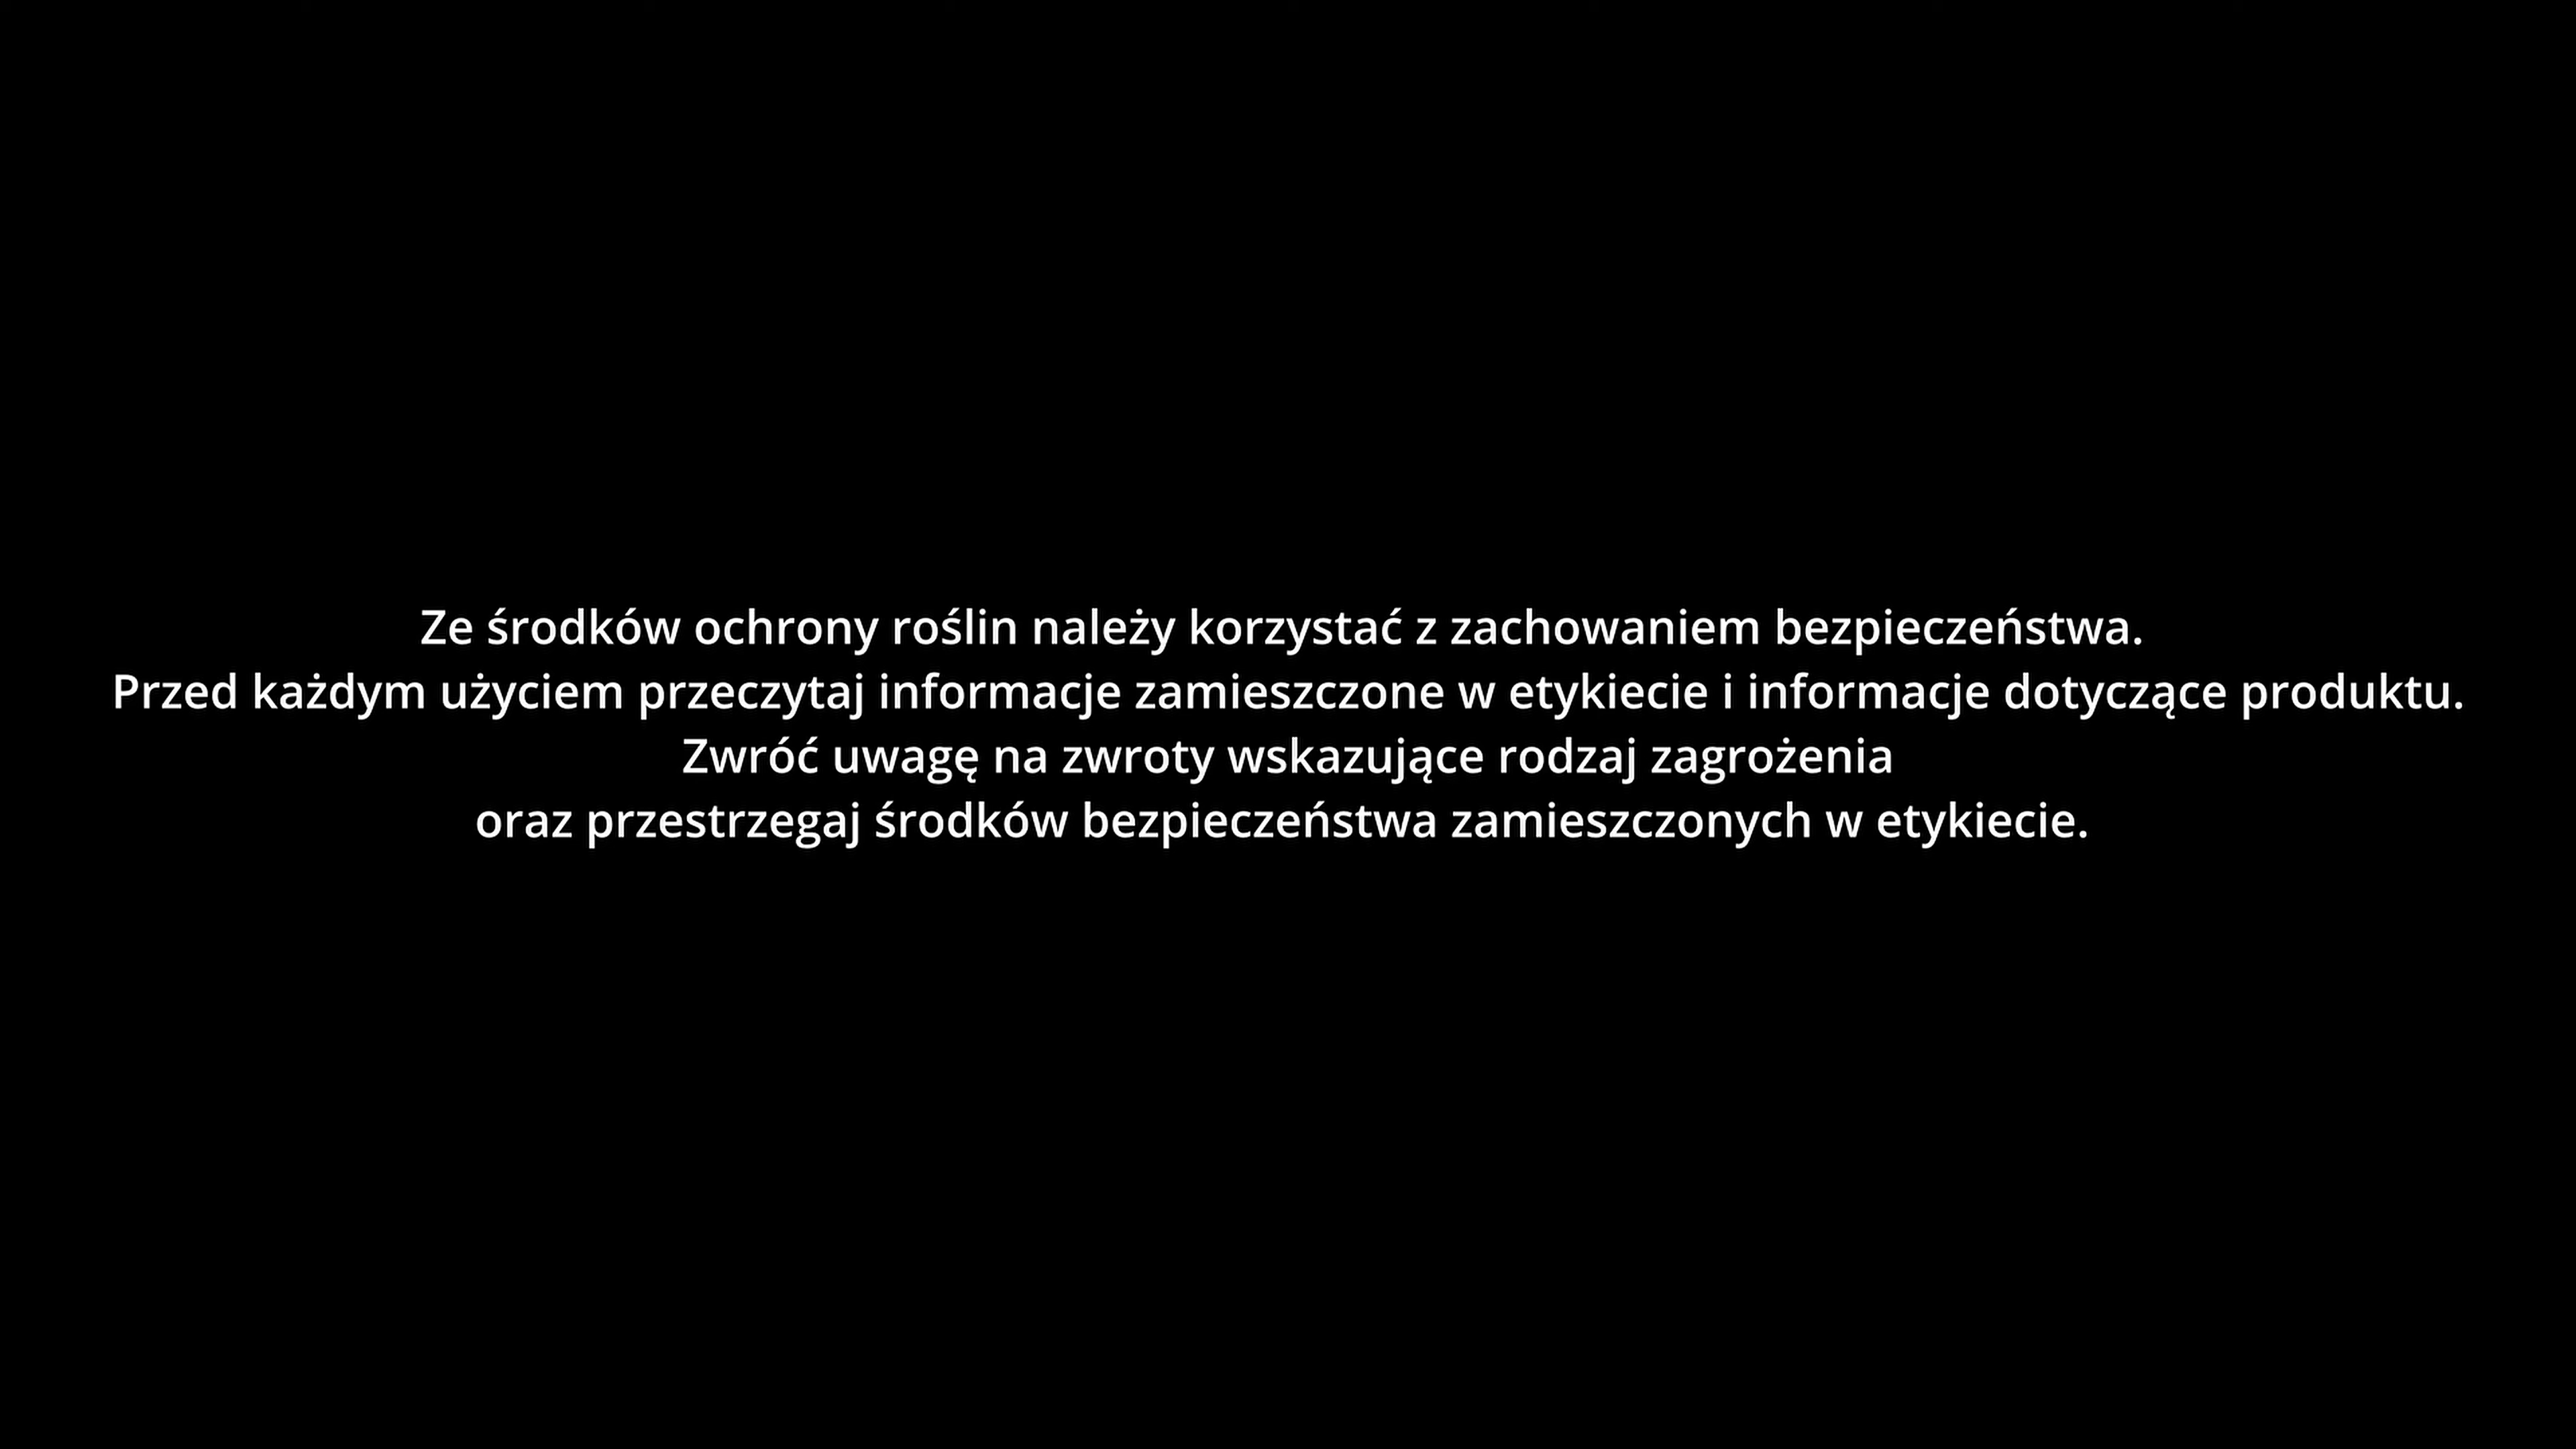 Ze środków ochrony roślin należy korzystać z zachowaniem bezpieczeństwa.
Przed każdym użyciem przeczytaj informacje zamieszczone w etykiecie i informacje dotyczące produktu.
Zwróć uwagę na zwroty wskazujące rodzaj zagrożenia
oraz przestrzegaj środków bezpieczeństwa zamieszczonych w etykiecie.